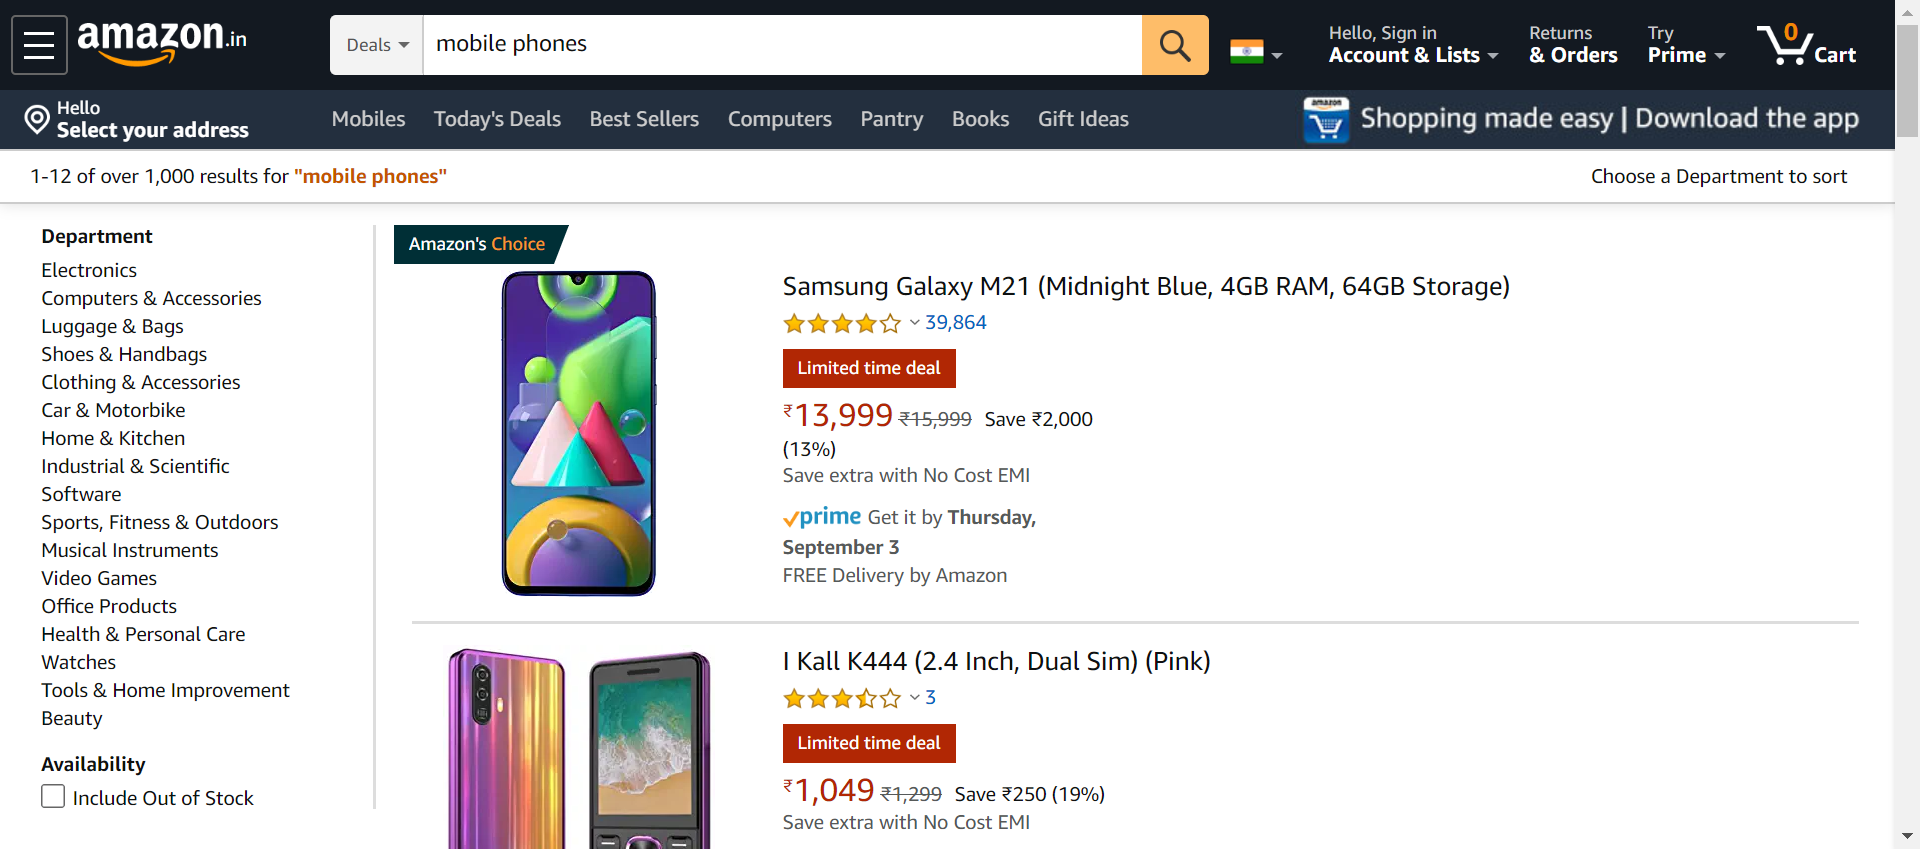 amazon.in
Deals
mobile phones
Hello, Sign in
Account & Lists
Returns
& Orders
Try
Prime
0
Cart
Hello
Select your address
Mobiles
Today's Deals
Best Sellers
Computers
Pantry
Books
Gift Ideas
amazon
Shopping made easy | Download the app
1-12 of over 1,000 results for "mobile phones"
Choose a Department to sort
Department
Electronics
Computers & Accessories
Luggage & Bags
Shoes & Handbags
Clothing & Accessories
Car & Motorbike
Home & Kitchen
Industrial & Scientific
Software
Sports, Fitness & Outdoors
Musical Instruments
Video Games
Office Products
Health & Personal Care
Watches
Tools & Home Improvement
Beauty
Availability
Include Out of Stock
Amazon's Choice
Samsung Galaxy M21 (Midnight Blue, 4GB RAM, 64GB Storage)
39,864
Limited time deal
₹13,999 ₹15,999 Save ₹2,000
(13%)
Save extra with No Cost EMI
prime Get it by Thursday,
September 3
FREE Delivery by Amazon
I Kall K444 (2.4 Inch, Dual Sim) (Pink)
3
Limited time deal
₹1,049 ₹1,299 Save ₹250 (19%)
Save extra with No Cost EMI